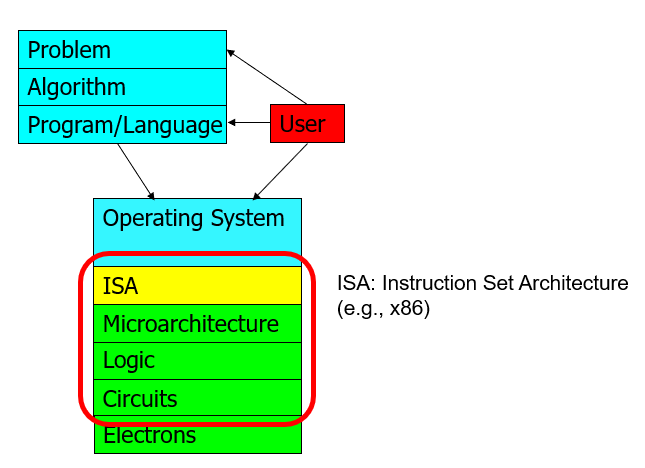 Problem
Algorithm
Program/Language
User
Operating System
ISA
Microarchitecture
Logic
Circuits
Electrons
ISA: Instruction Set Architecture
(e.g., x86)